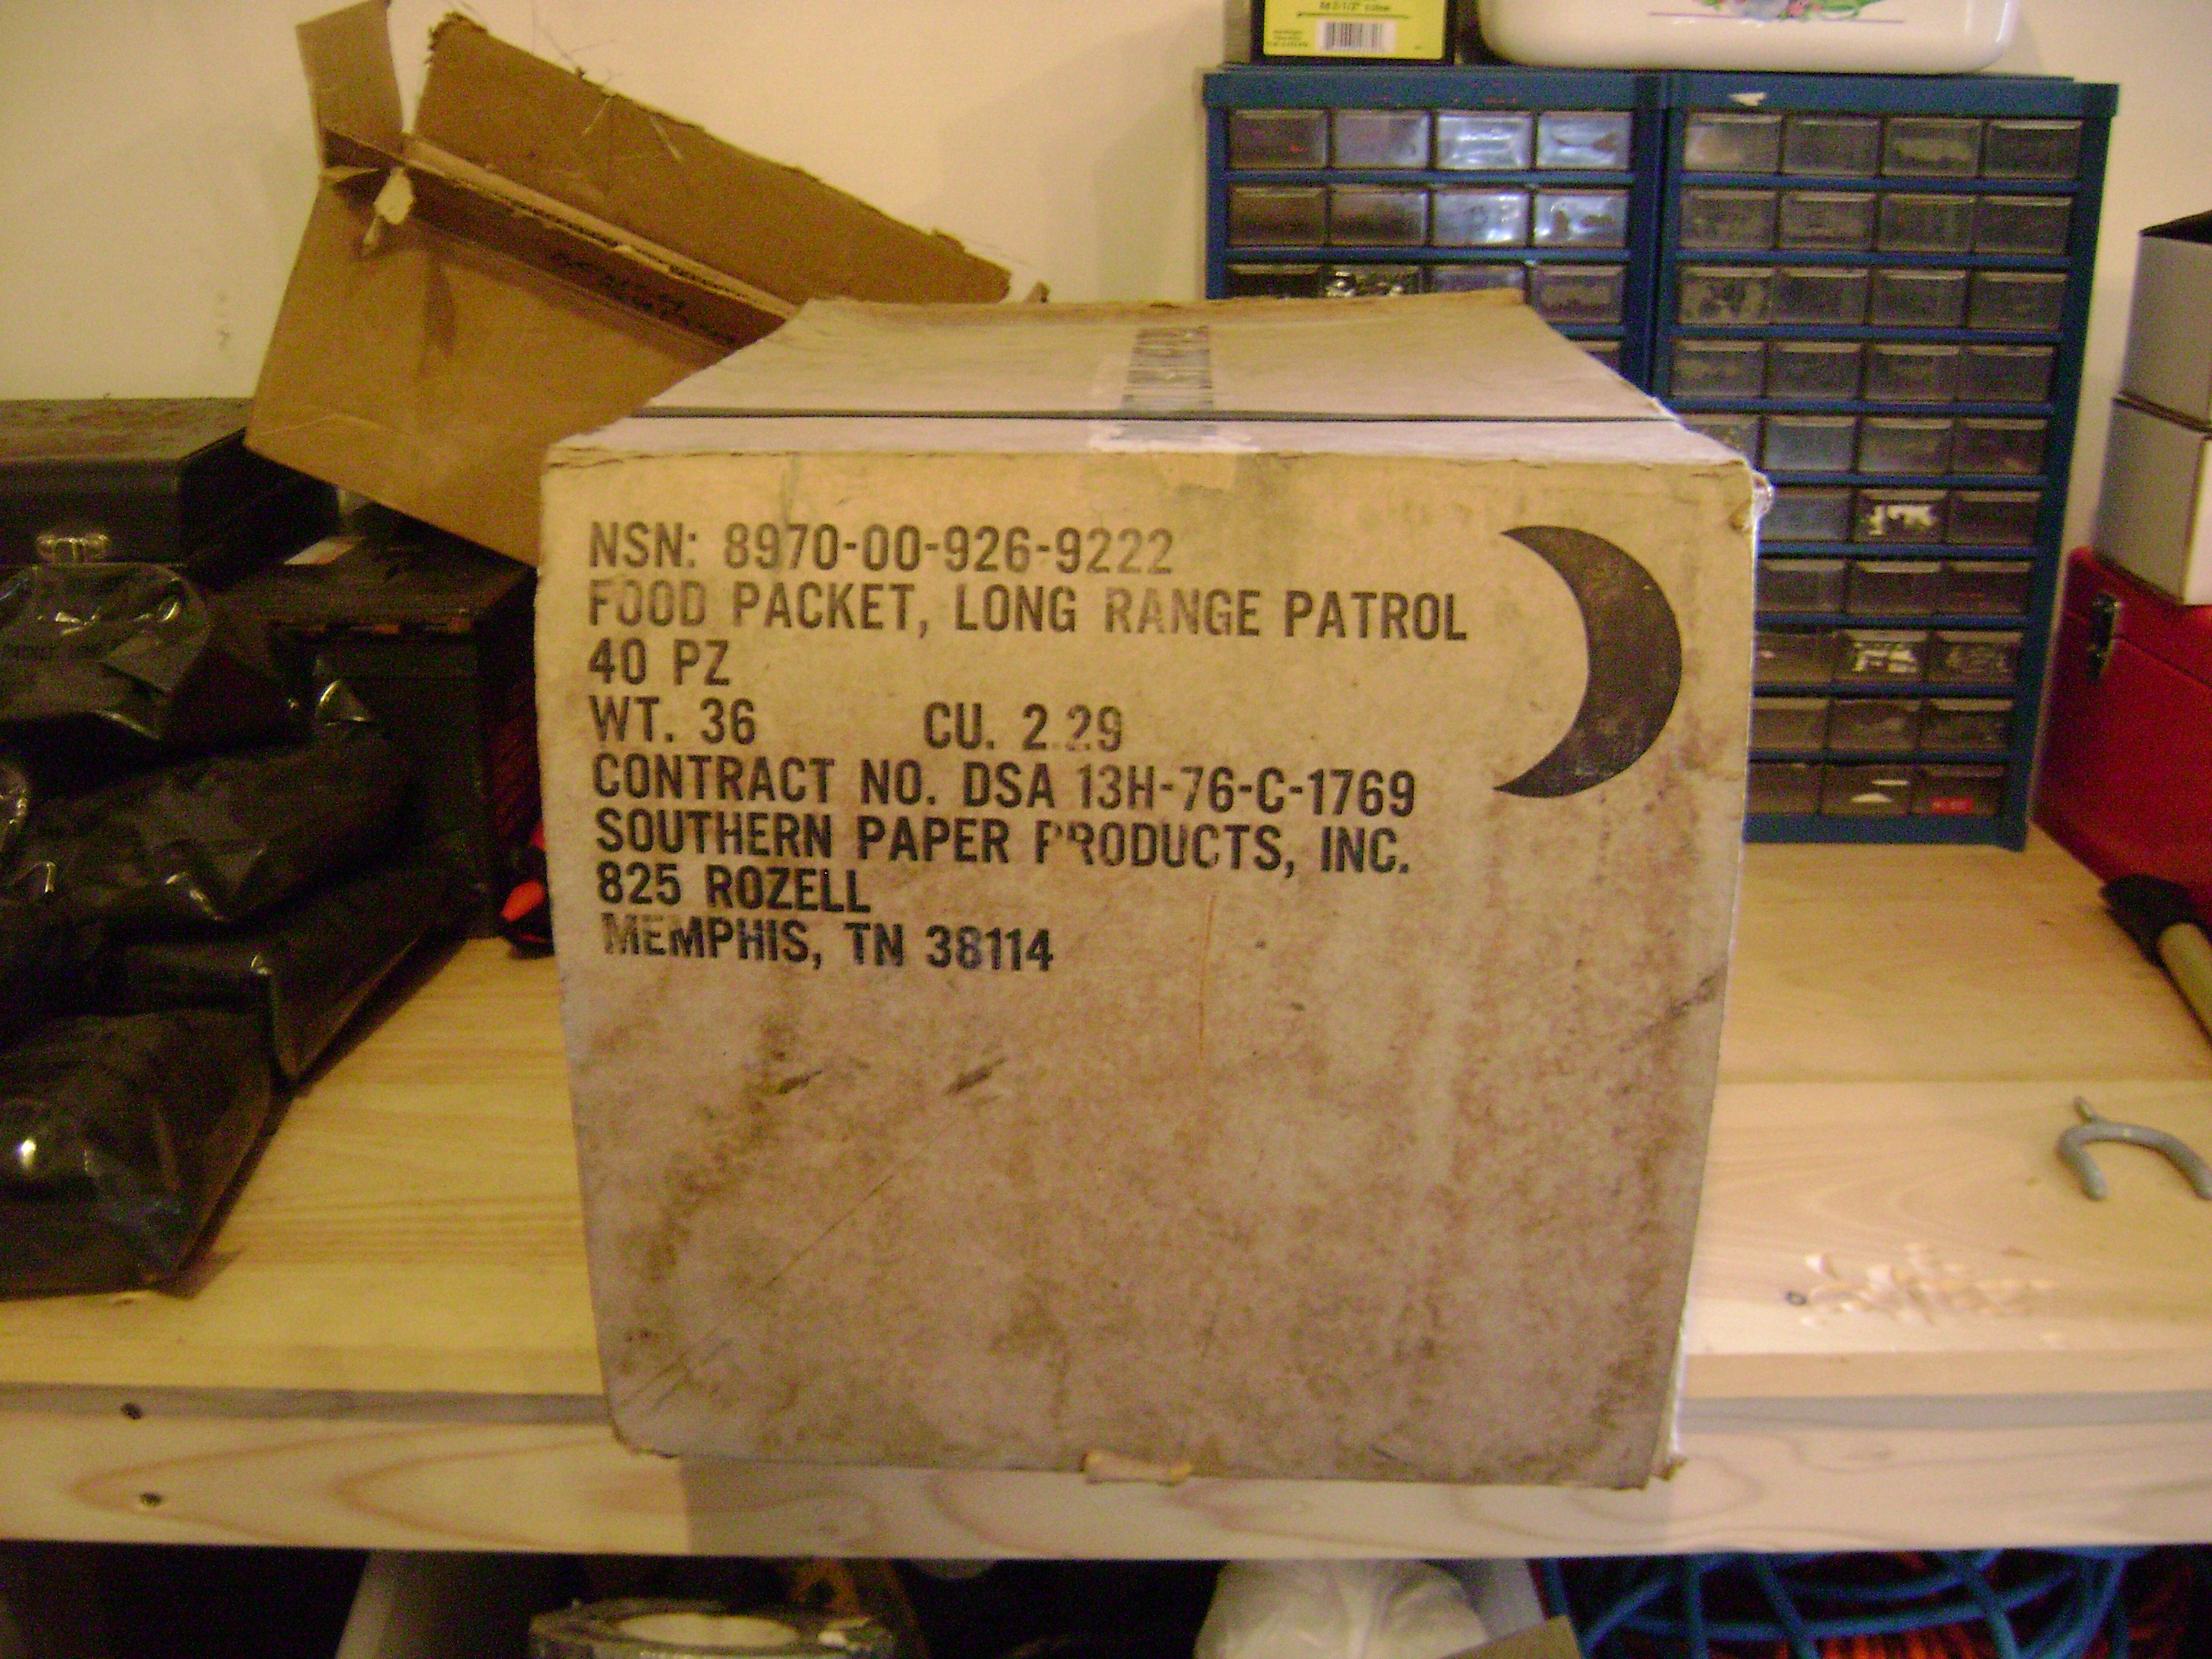 NSN: 8970-00-926-9222
FOOD PACKET, LONG RANGE PATROL
40 PZ
WT. 36 CU. 2.29
CONTRACT NO. DSA 13H-76-C-1769
SOUTHERN PAPER PRODUCTS, INC.
825 ROZELL
MEMPHIS, TN 38114